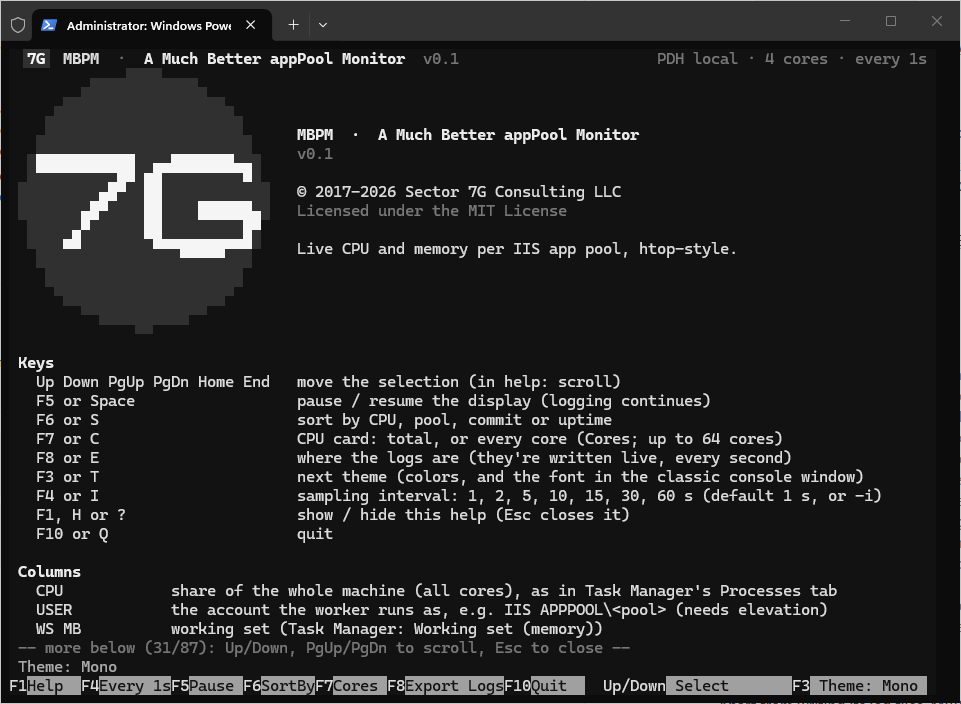 Administrator: Windows Powe
7G MBPM · A Much Better appPool Monitor v0.1 PDH local · 4 cores · every 1s
7G
MBPM · A Much Better appPool Monitor
v0.1
© 2017-2026 Sector 7G Consulting LLC
Licensed under the MIT License
Live CPU and memory per IIS app pool, htop-style.
Keys
Up Down PgUp PgDn Home End move the selection (in help: scroll)
F5 or Space pause / resume the display (logging continues)
F6 or S sort by CPU, pool, commit or uptime
F7 or C CPU card: total, or every core (Cores; up to 64 cores)
F8 or E where the logs are (they're written live, every second)
F3 or T next theme (colors, and the font in the classic console window)
F4 or I sampling interval: 1, 2, 5, 10, 15, 30, 60 s (default 1 s, or -i)
F1, H or ? show / hide this help (Esc closes it)
F10 or Q quit
Columns
CPU share of the whole machine (all cores), as in Task Manager's Processes tab
USER the account the worker runs as, e.g. IIS APPPOOL\<pool> (needs elevation)
WS MB working set (Task Manager: Working set (memory))
-- more below (31/87): Up/Down, PgUp/PgDn to scroll, Esc to close --
Theme: Mono
F1Help F4Every 1sF5Pause F6SortByF7Cores F8Export LogsF10Quit Up/Down Select F3 Theme: Mono